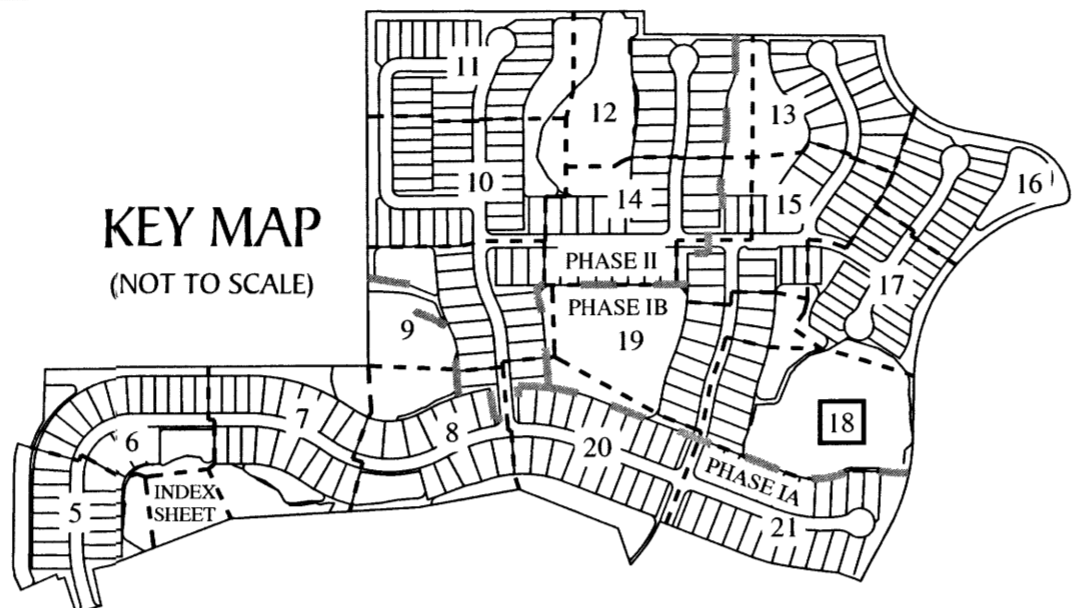 11
12
13
10
14
15
16
KEY MAP
(NOT TO SCALE)
PHASE II
17
PHASE IB
9
19
18
6
7
8
20
PHASE IA
INDEX
SHEET
5
21